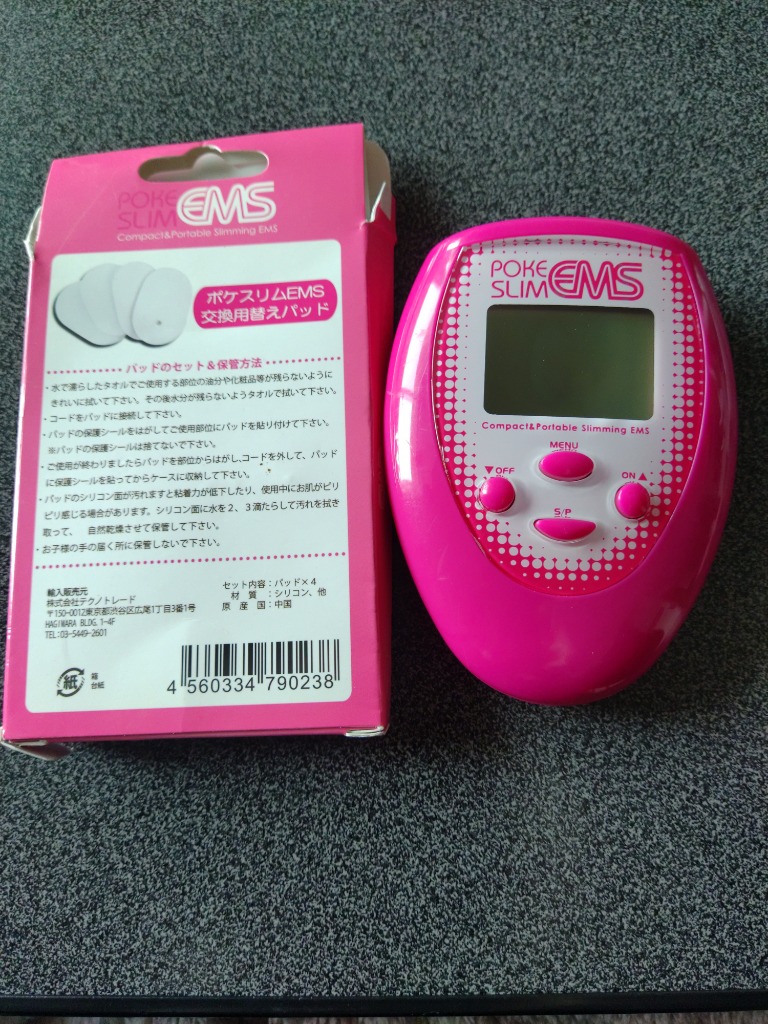 POKE
SLIM EMS
Compact&Portable Slimming EMS
ポケスリムEMS
交換用替えパッド
パッドのセット＆保管方法
・水で濡らしたタオルでご使用する部位の油分や化粧品等が残らないように
きれいに拭いて下さい。その後水分が残らないようタオルで拭いて下さい。
・コードをパッドに接続して下さい。
・パッドの保護シールをはがしてご使用部位にパッドを貼り付けて下さい。
※パッドの保護シールは捨てないで下さい。
・ご使用が終わりましたらパッドを部位からはがし、コードを外して、パッド
に保護シールを貼ってからケースに収納して下さい。
・パッドのシリコン面が汚れますと粘着力が低下したり、使用中にお肌がピリ
ピリ感じる場合があります。シリコン面に水を2、3滴たらして汚れを拭き
取って、 自然乾燥させて保管して下さい。
・お子様の手の届く所に保管しないで下さい。
輸入販売元
株式会社テクノトレード
〒150-0012東京都渋谷区広尾1丁目3番1号
HAGIWARA BLDG. 1-4F
TEL:03-5449-2601
セット内容：パッド×4
材 質 ：シリコン、他
原 産 国：中国
紙
箱
台紙
4 560334 790238
POKE
SLIM EMS
Compact&Portable Slimming EMS
MENU
▼OFF
ON▲
S/P